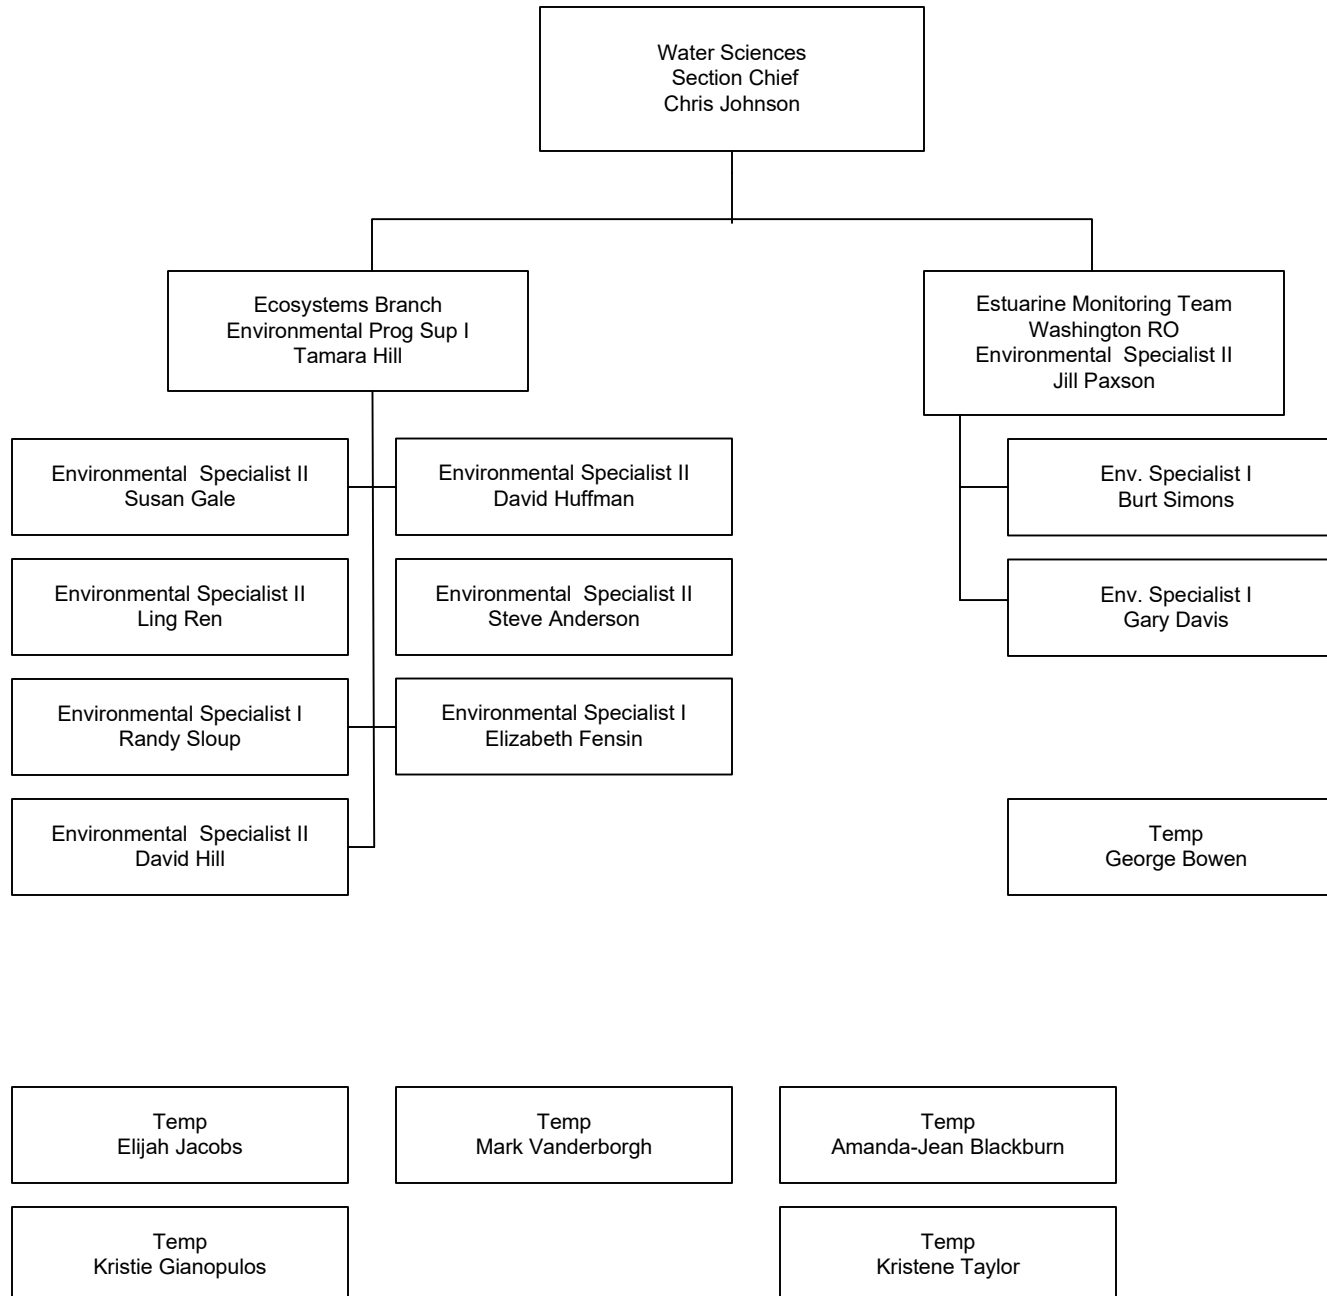 Water Sciences
Section Chief
Chris Johnson
Ecosystems Branch
Environmental Prog Sup I
Tamara Hill
Estuarine Monitoring Team
Washington RO
Environmental  Specialist II
Jill Paxson
Environmental  Specialist II
Susan Gale
Environmental Specialist II
David Huffman
Env. Specialist I
Burt Simons
Environmental Specialist II
Ling Ren
Environmental  Specialist II
Steve Anderson
Env. Specialist I
Gary Davis
Environmental Specialist I
Randy Sloup
Environmental Specialist I
Elizabeth Fensin
Environmental  Specialist II
David Hill
Temp
George Bowen
Temp
Elijah Jacobs
Temp
Mark Vanderborgh
Temp
Amanda-Jean Blackburn
Temp
Kristie Gianopulos
Temp
Kristene Taylor